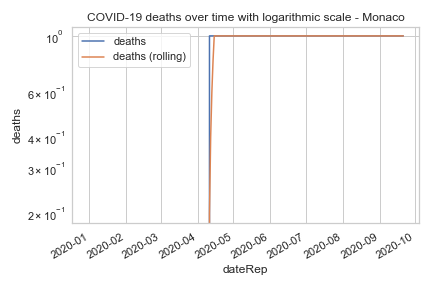 COVID-19 deaths over time with logarithmic scale - Monaco
10⁰
deaths
deaths (rolling)
6 × 10⁻¹
4 × 10⁻¹
3 × 10⁻¹
2 × 10⁻¹
deaths
2020-01
2020-02
2020-03
2020-04
2020-05
2020-06
2020-07
2020-08
2020-09
2020-10
dateRep